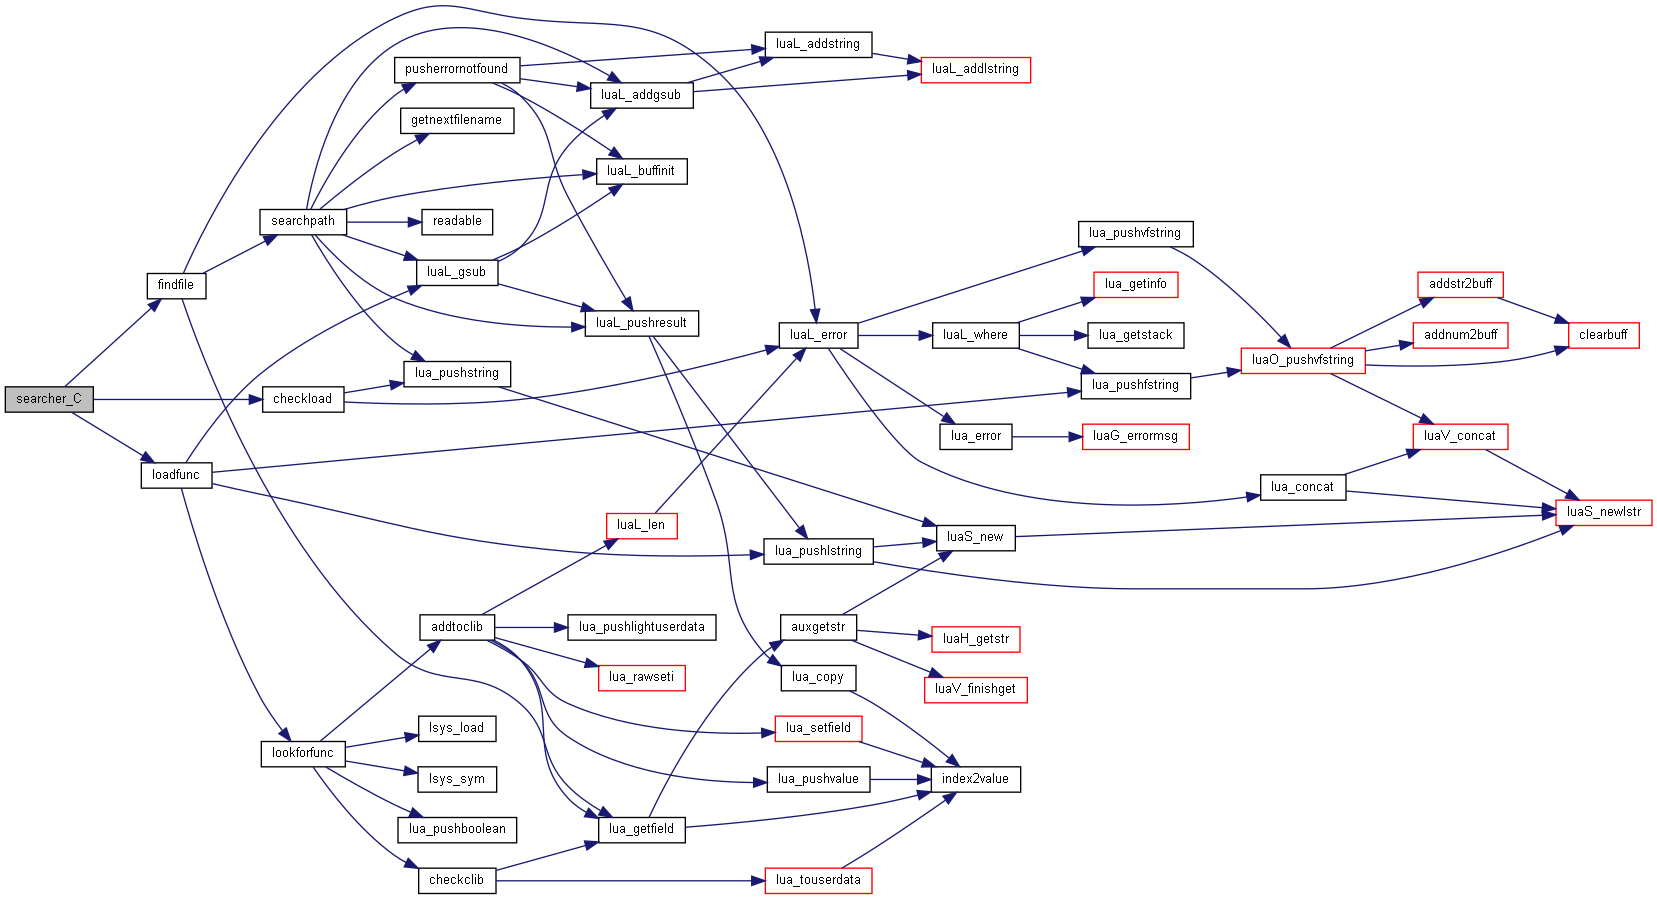 searcher_C
findfile
checkload
loadfunc
searchpath
lookforfunc
pusherrornotfound
getnextfilename
readable
luaL_gsub
lua_pushstring
addtoclib
lsys_load
lsys_sym
lua_pushboolean
checkclib
luaL_addgsub
luaL_buffinit
luaL_pushresult
luaL_len
lua_pushlightuserdata
lua_rawseti
lua_getfield
luaL_addstring
luaL_error
lua_pushlstring
auxgetstr
lua_copy
lua_setfield
lua_pushvalue
lua_touserdata
luaL_addlstring
luaL_where
lua_error
luaS_new
luaH_getstr
luaV_finishget
index2value
lua_pushvfstring
lua_getinfo
lua_getstack
lua_pushfstring
luaG_errormsg
luaO_pushvfstring
lua_concat
addstr2buff
addnum2buff
luaV_concat
clearbuff
luaS_newlstr